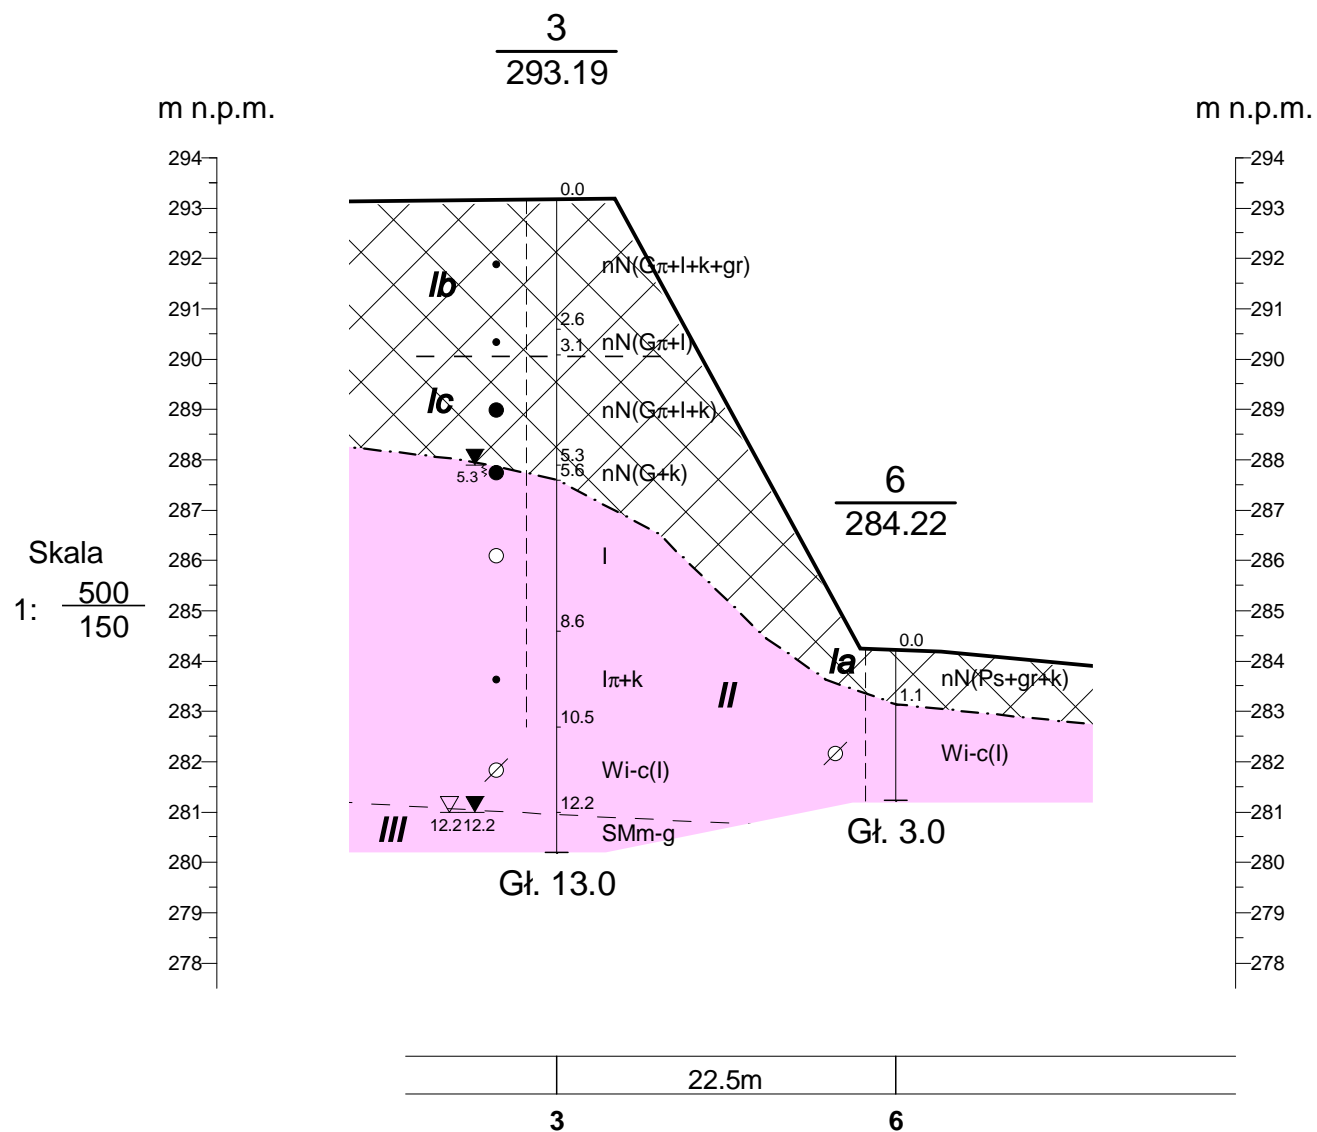 3
293.19
m n.p.m.
m n.p.m.
294
294
0.0
293
293
292
nN(Gπ+I+k+gr)
292
Ib
291
291
2.6
3.1
nN(Gπ+I)
290
290
Ic
289
nNN(Gπ+I+k)
289
288
5.3
5.6
5.3
nN(G+k)
288
6
284.22
287
287
Skala
1: 500
150
286
I
286
285
8.6
285
0.0
284
Ia
nN(Ps+gr+k)
284
Iπ+k
II
1.1
283
10.5
283
282
Wi-c(I)
Wi-c(I)
282
281
12.2
281
12.2 12.2
III
SMm-g
Gł. 3.0
280
280
Gł. 13.0
279
279
278
278
22.5m
3
6